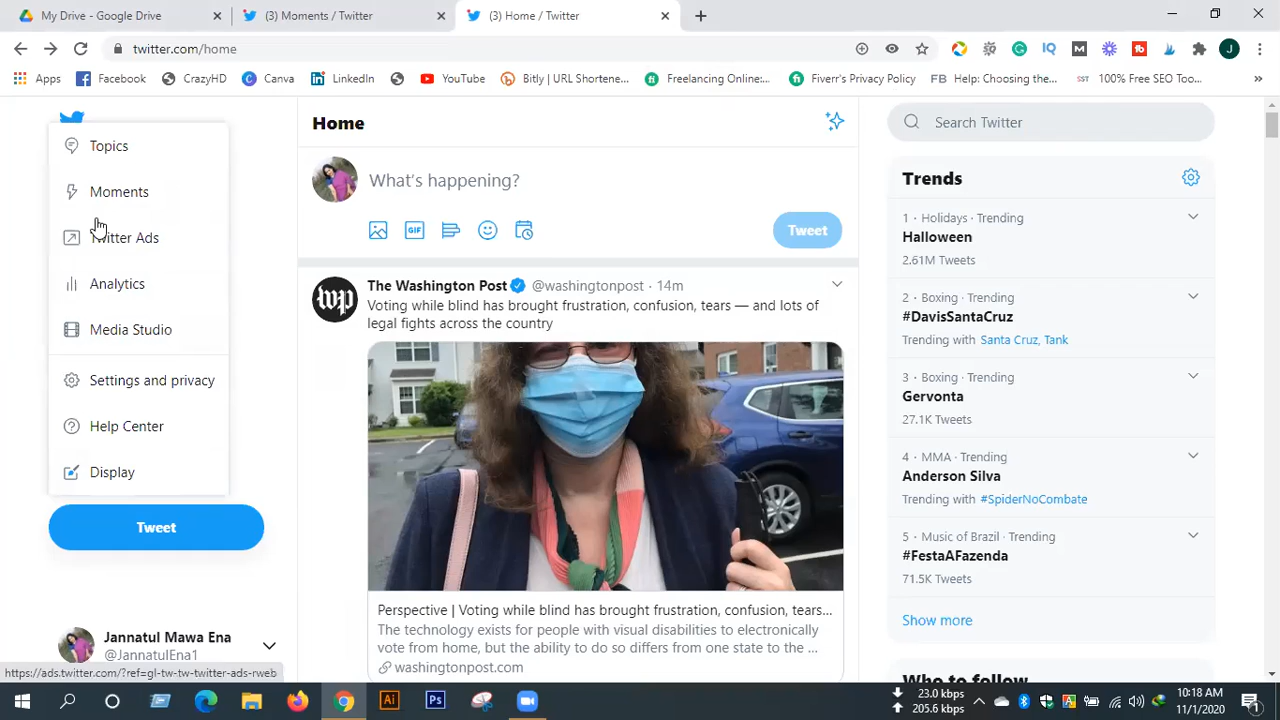 My Drive - Google Drive
(3) Moments / Twitter
(3) Home / Twitter
twitter.com/home
Apps
Facebook
CrazyHD
Canva
LinkedIn
YouTube
Bitly | URL Shortene...
Freelancing Online:...
Fiverr's Privacy Policy
FB Help: Choosing the...
SST 100% Free SEO Too...
Topics
Moments
Twitter Ads
Analytics
Media Studio
Settings and privacy
Help Center
Display
Tweet
Jannatul Mawa Ena
@JannatulEna1
https://ads.twitter.com/?ref=gl-tw-tw-twitter-ads-rweb
Home
What's happening?
GIF
Tweet
The Washington Post @washingtonpost · 14m
Voting while blind has brought frustration, confusion, tears — and lots of
legal fights across the country
Perspective | Voting while blind has brought frustration, confusion, tears...
The technology exists for people with visual disabilities to electronically
vote from home, but the ability to do so differs from one state to the ...
washingtonpost.com
Search Twitter
Trends
1 · Holidays · Trending
Halloween
2.61M Tweets
2 · Boxing · Trending
#DavisSantaCruz
Trending with Santa Cruz, Tank
3 · Boxing · Trending
Gervonta
27.1K Tweets
4 · MMA · Trending
Anderson Silva
Trending with #SpiderNoCombate
5 · Music of Brazil · Trending
#FestaAFazenda
71.5K Tweets
Show more
Who to follow
Ai
Ps
23.0 kbps
205.6 kbps
10:18 AM
11/1/2020